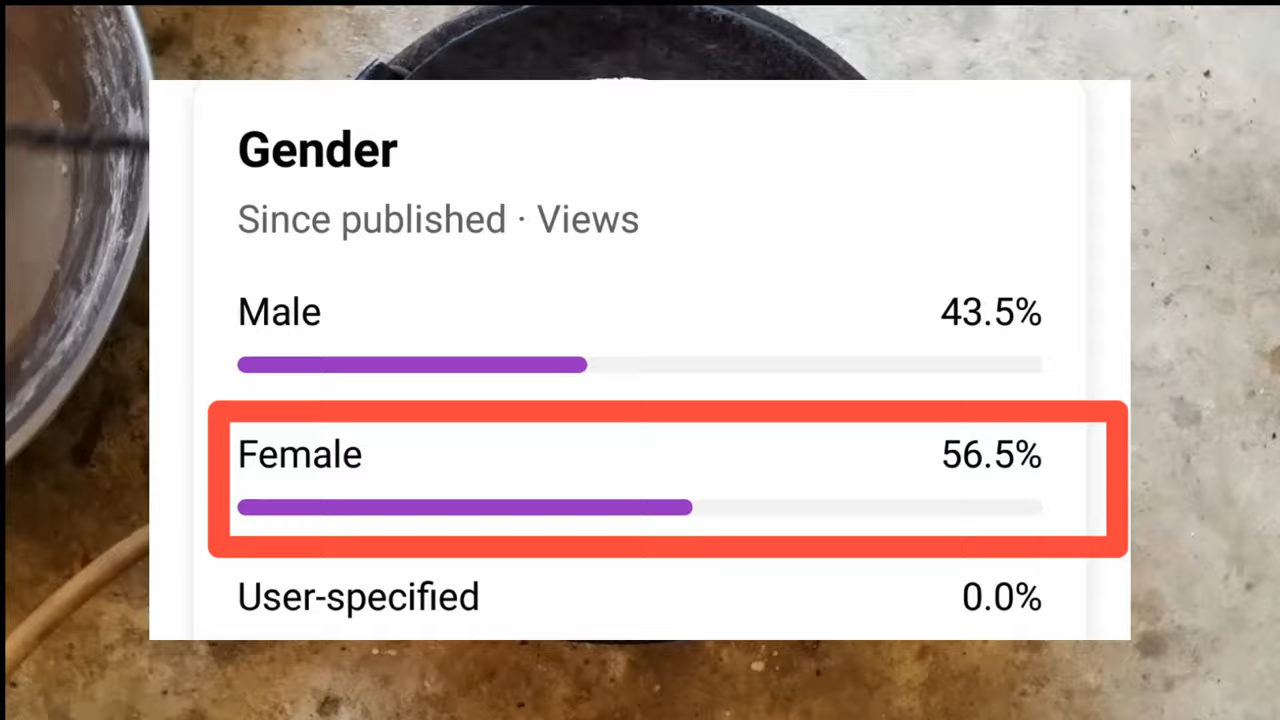 Gender
Since published · Views
Male 43.5%
Female 56.5%
User-specified 0.0%